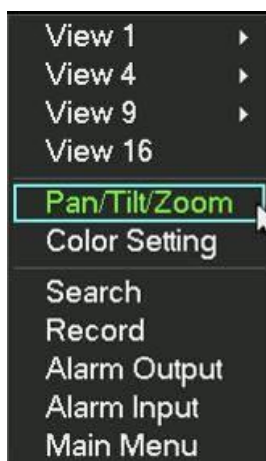 View 1
View 4
View 9
View 16
Pan/Tilt/Zoom
Color Setting
Search
Record
Alarm Output
Alarm Input
Main Menu